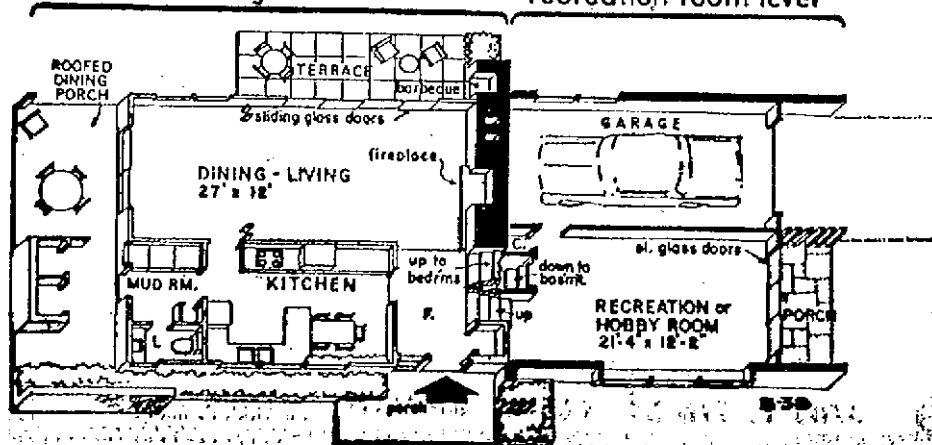 recreation room level
ROOFED
DINING
PORCH
TERRACE
barbecue
sliding glass doors
GARAGE
fireplace
DINING - LIVING
27' x 12'
C.
sl. glass doors
up to
bedrms
down to
bosmt.
MUD RM.
KITCHEN
F.
up
RECREATION or
HOBBY ROOM
21'-4" x 12'-2"
PORCH
L
porch